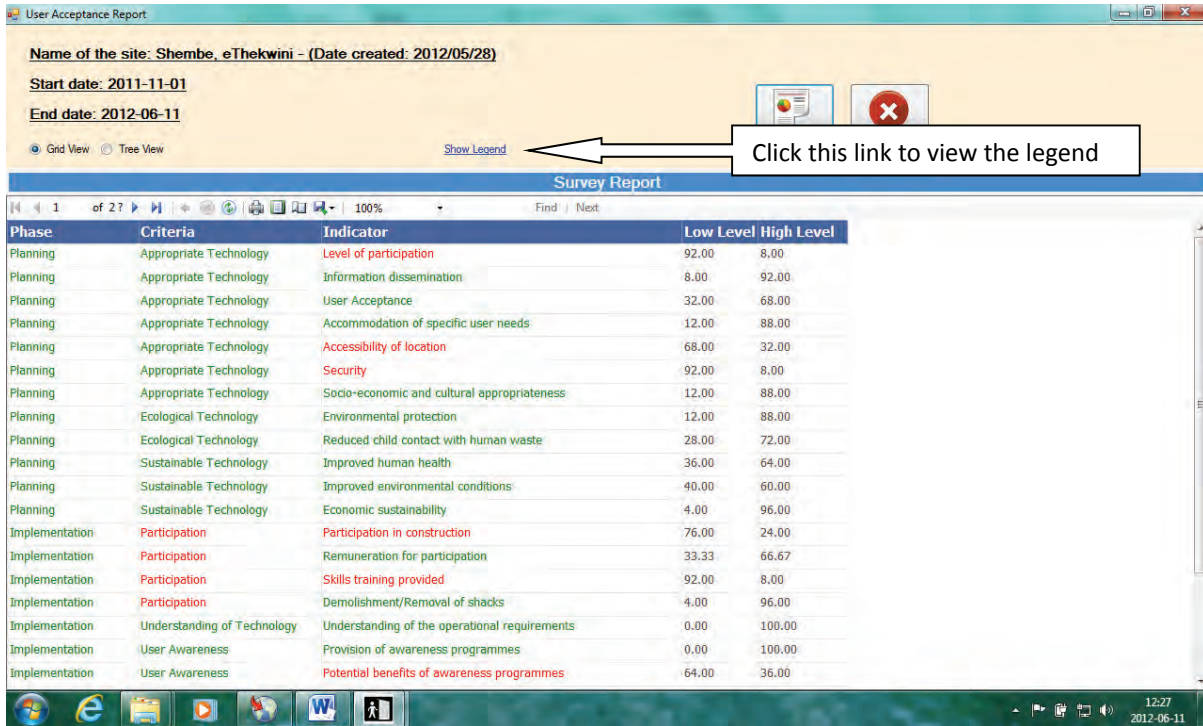 User Acceptance Report
Name of the site: Shembe, eThekwini - (Date created: 2012/05/28)
Start date: 2011-11-01
End date: 2012-06-11
Grid View Tree View Show Legend
Click this link to view the legend
Survey Report
1 of 2? 100% Find | Next
Phase Criteria Indicator Low Level High Level
Planning Appropriate Technology Level of participation 92.00 8.00
Planning Appropriate Technology Information dissemination 8.00 92.00
Planning Appropriate Technology User Acceptance 32.00 68.00
Planning Appropriate Technology Accommodation of specific user needs 12.00 88.00
Planning Appropriate Technology Accessibility of location 68.00 32.00
Planning Appropriate Technology Security 92.00 8.00
Planning Appropriate Technology Socio-economic and cultural appropriateness 12.00 88.00
Planning Ecological Technology Environmental protection 12.00 88.00
Planning Ecological Technology Reduced child contact with human waste 28.00 72.00
Planning Sustainable Technology Improved human health 36.00 64.00
Planning Sustainable Technology Improved environmental conditions 40.00 60.00
Planning Sustainable Technology Economic sustainability 4.00 96.00
Implementation Participation Participation in construction 76.00 24.00
Implementation Participation Remuneration for participation 33.33 66.67
Implementation Participation Skills training provided 92.00 8.00
Implementation Participation Demolishment/Removal of shacks 4.00 96.00
Implementation Understanding of Technology Understanding of the operational requirements 0.00 100.00
Implementation User Awareness Provision of awareness programmes 0.00 100.00
Implementation User Awareness Potential benefits of awareness programmes 64.00 36.00
12:27
2012-06-11